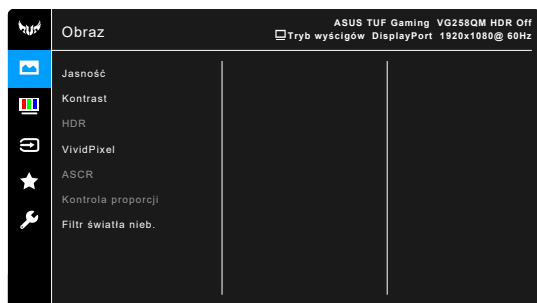 Obraz
ASUS TUF Gaming VG258QM HDR Off
Tryb wyścigów DisplayPort 1920x1080@ 60Hz
Jasność
Kontrast
HDR
VividPixel
ASCR
Kontrola proporcji
Filtr światła nieb.